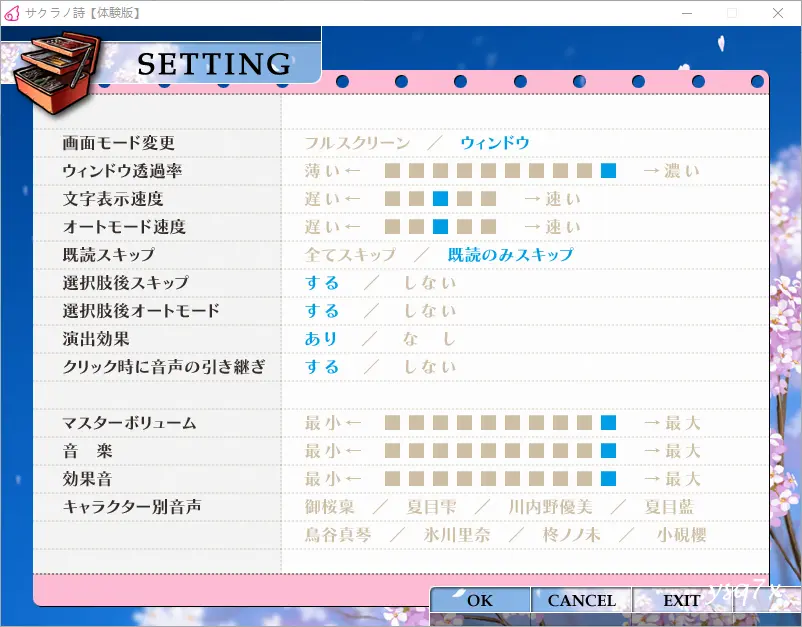 サクラノ詩【体験版】
SETTING
画面モード変更 フルスクリーン ／ ウィンドウ
ウィンドウ透過率 薄い← →濃い
文字表示速度 遅い← →速い
オートモード速度 遅い← →速い
既読スキップ 全てスキップ ／ 既読のみスキップ
選択肢後スキップ する ／ しない
選択肢後オートモード する ／ しない
演出効果 あり ／ なし
クリック時に音声の引き継ぎ する ／ しない
マスターボリューム 最小← →最大
音 楽 最小← →最大
効果音 最小← →最大
キャラクター別音声 御桜稟 ／ 夏目雫 ／ 川内野優美 ／ 夏目藍
鳥谷真琴 ／ 氷川里奈 ／ 柊ノノ未 ／ 小硯櫻
OK CANCEL EXIT
ysq7x